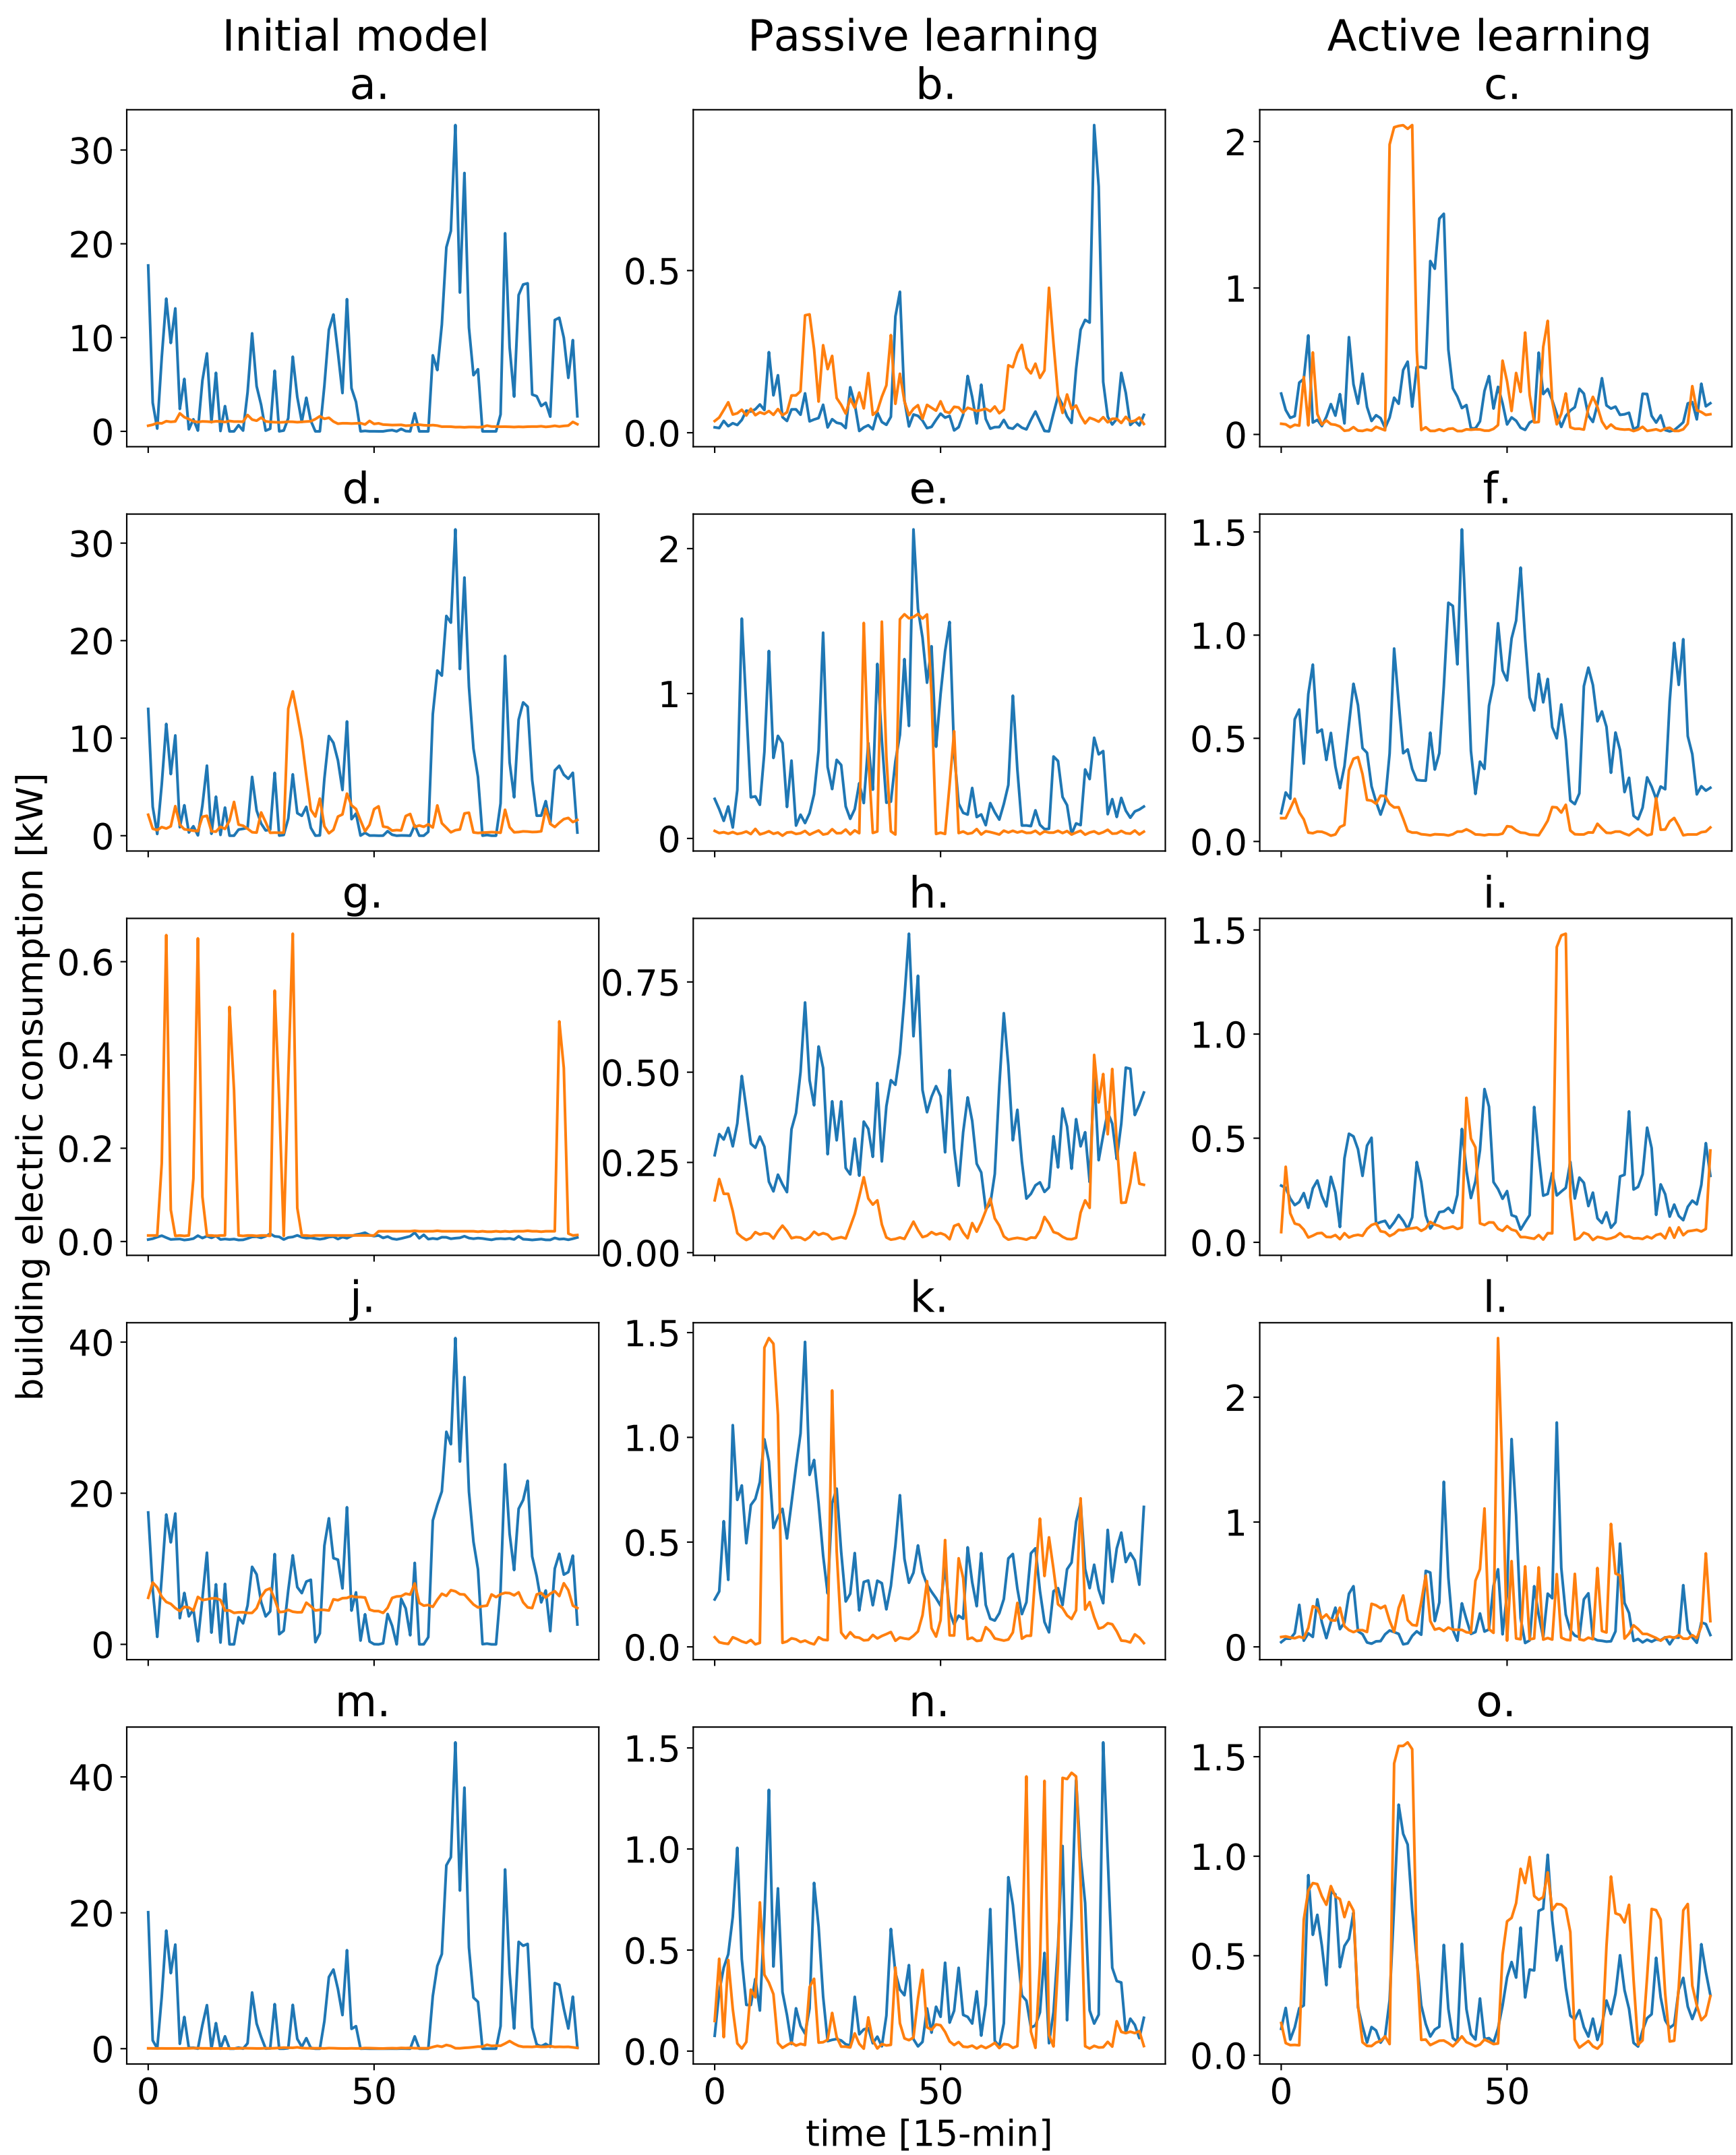 Initial model Passive learning Active learning
a. b. c.
30 20 10 0
0.5 0.0
2 1 0
d. e. f.
30 20 10 0
2 1 0
1.5 1.0 0.5 0.0
building electric consumption [kW]
g. h. i.
0.6 0.4 0.2 0.0
0.75 0.50 0.25 0.00
1.5 1.0 0.5 0.0
j. k. l.
40 20 0
1.5 1.0 0.5 0.0
2 1 0
m. n. o.
40 20 0
1.5 1.0 0.5 0.0
1.5 1.0 0.5 0.0
0 50 0 50 0 50
time [15-min]